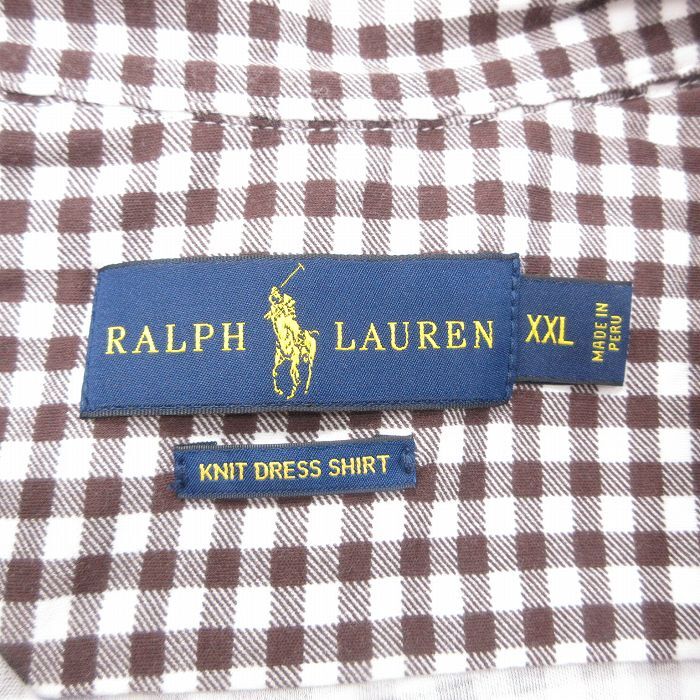 RALPH LAUREN
XXL
MADE IN
PERU
KNIT DRESS SHIRT